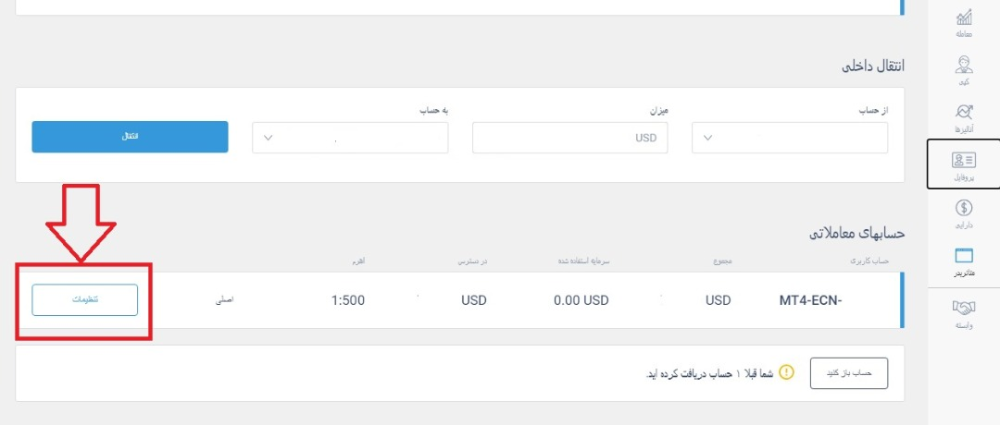 انتقال داخلی
از حساب
میزان
به حساب
USD
انتقال
حسابهای معاملاتی
حساب کاربری
مجموع
سرمایه استفاده شده
در دسترس
اهرم
MT4-ECN-
USD
0.00 USD
USD
1:500
اصلی
تنظیمات
حساب باز کنید
شما قبلا ۱ حساب دریافت کرده اید.
معامله
کپی
آنالیزها
پروفایل
دارایی
متاتریدر
وابسته